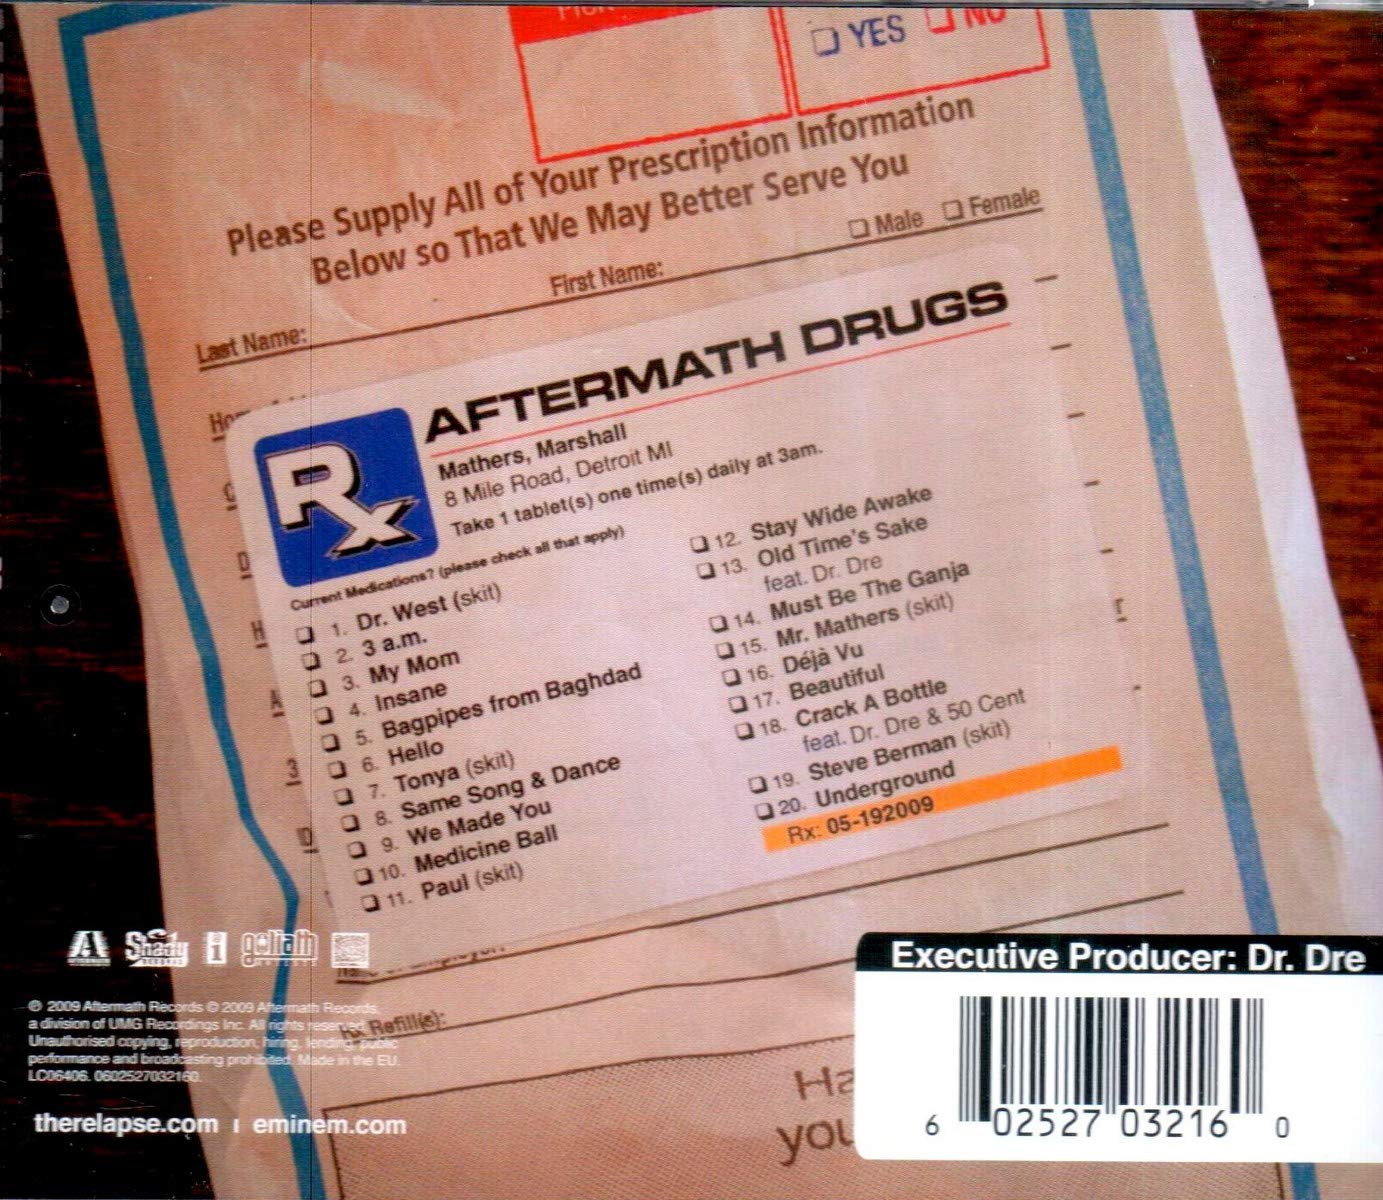 ❏ YES ❏ NO
Please Supply All of Your Prescription Information
Below so That We May Better Serve You
❏ Male ❏ Female
First Name:
Last Name:
AFTERMATH DRUGS
Rx
Mathers, Marshall
8 Mile Road, Detroit MI
Take 1 tablet(s) one time(s) daily at 3am.
Current Medications? (please check all that apply)
❏ 1. Dr. West (skit)
❏ 2. 3 a.m.
❏ 3. My Mom
❏ 4. Insane
❏ 5. Bagpipes from Baghdad
❏ 6. Hello
❏ 7. Tonya (skit)
❏ 8. Same Song & Dance
❏ 9. We Made You
❏ 10. Medicine Ball
❏ 11. Paul (skit)
❏ 12. Stay Wide Awake
❏ 13. Old Time's Sake
feat. Dr. Dre
❏ 14. Must Be The Ganja
❏ 15. Mr. Mathers (skit)
❏ 16. Déjà Vu
❏ 17. Beautiful
❏ 18. Crack A Bottle
feat. Dr. Dre & 50 Cent
❏ 19. Steve Berman (skit)
❏ 20. Underground
Rx: 05-192009
Refill(s):
Shady
RECORDS
i
goliath
℗ 2009 Aftermath Records © 2009 Aftermath Records,
a division of UMG Recordings Inc. All rights reserved.
Unauthorised copying, reproduction, hiring, lending, public
performance and broadcasting prohibited. Made in the EU.
LC06406. 0602527032160.
therelapse.com | eminem.com
Ha
you
Executive Producer: Dr. Dre
6 02527 03216 0